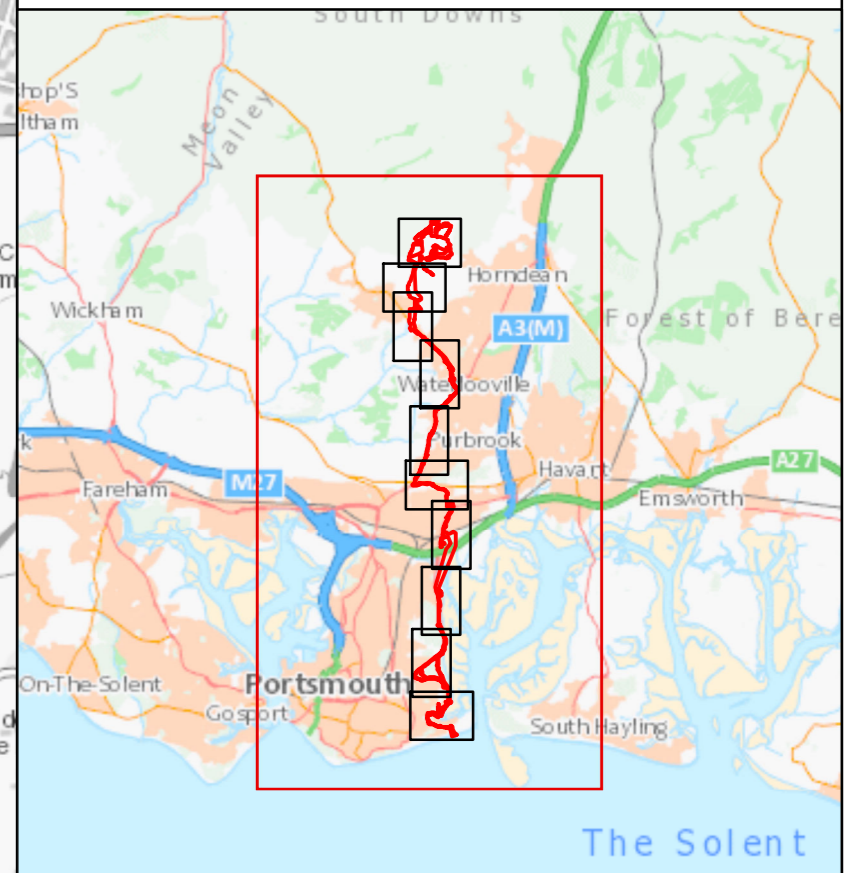 South Downs
hop'S
ltham
Meon
Valley
C
m
Horndean
Wickham
A3(M)
Forest of Bere
Waterlooville
Purbrook
k
Havant
A27
M27
Fareham
Emsworth
On-The-Solent
Portsmouth
Gosport
d
e
South Hayling
The Solent